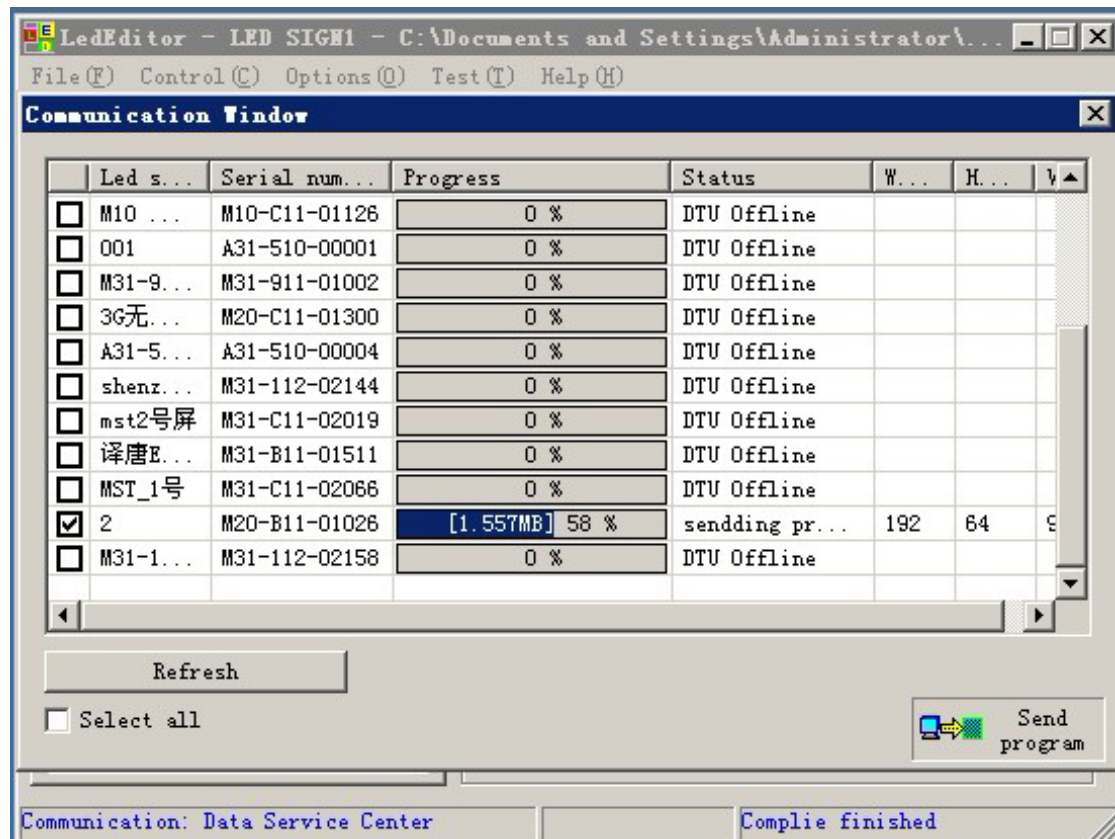 LedEditor - LED SIGN1 - C:\Documents and Settings\Administrator\...
File(F) Control(C) Options(O) Test(T) Help(H)
Communication Window
Led s... Serial num... Progress Status W... H...
M10 ... M10-C11-01126 0 % DTU Offline
001 A31-510-00001 0 % DTU Offline
M31-9... M31-911-01002 0 % DTU Offline
3G无... M20-C11-01300 0 % DTU Offline
A31-5... A31-510-00004 0 % DTU Offline
shenz... M31-112-02144 0 % DTU Offline
mst2号屏 M31-C11-02019 0 % DTU Offline
译唐E... M31-B11-01511 0 % DTU Offline
MST_1号 M31-C11-02066 0 % DTU Offline
2 M20-B11-01026 [1.557MB] 58 % sendding pr... 192 64
M31-1... M31-112-02158 0 % DTU Offline
Refresh
Select all
Send
program
Communication: Data Service Center Complie finished